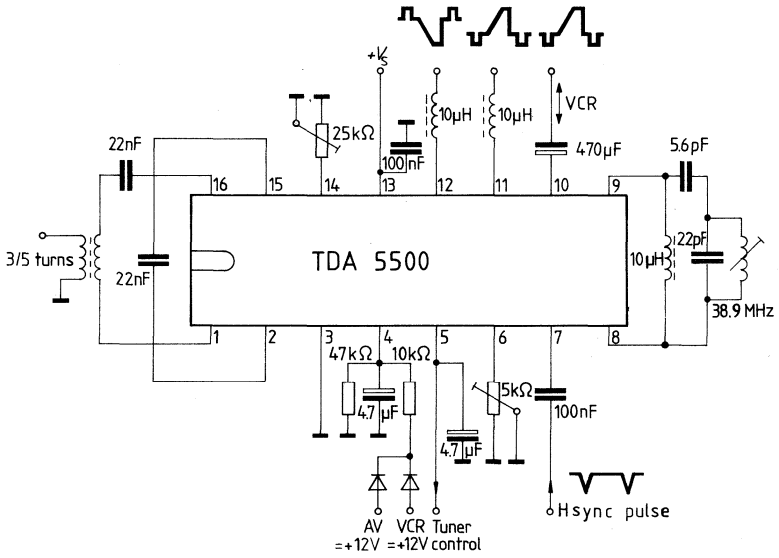 +Vs
10µH
10µH
VCR
25kΩ
100nF
470µF
22nF
5.6pF
16 15 14 13 12 11 10 9
3/5 turns
22nF
TDA 5500
10µH
22pF
38.9 MHz
1 2 3 4 5 6 7 8
47kΩ 10kΩ
4.7µF
5kΩ
100nF
4.7µF
Hsync pulse
AV VCR Tuner
=+12V =+12V control